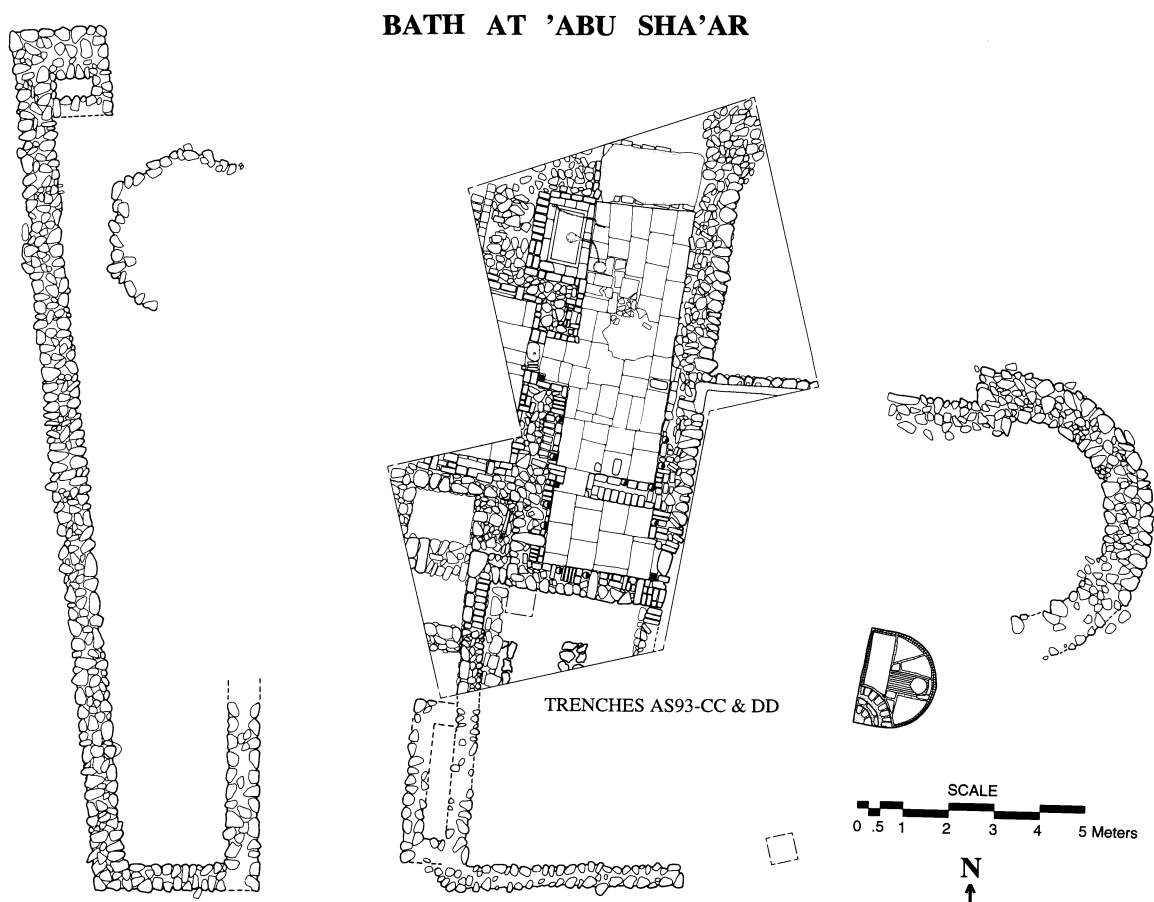 BATH AT 'ABU SHA'AR
TRENCHES AS93-CC & DD
SCALE
0 .5 1 2 3 4 5 Meters
N